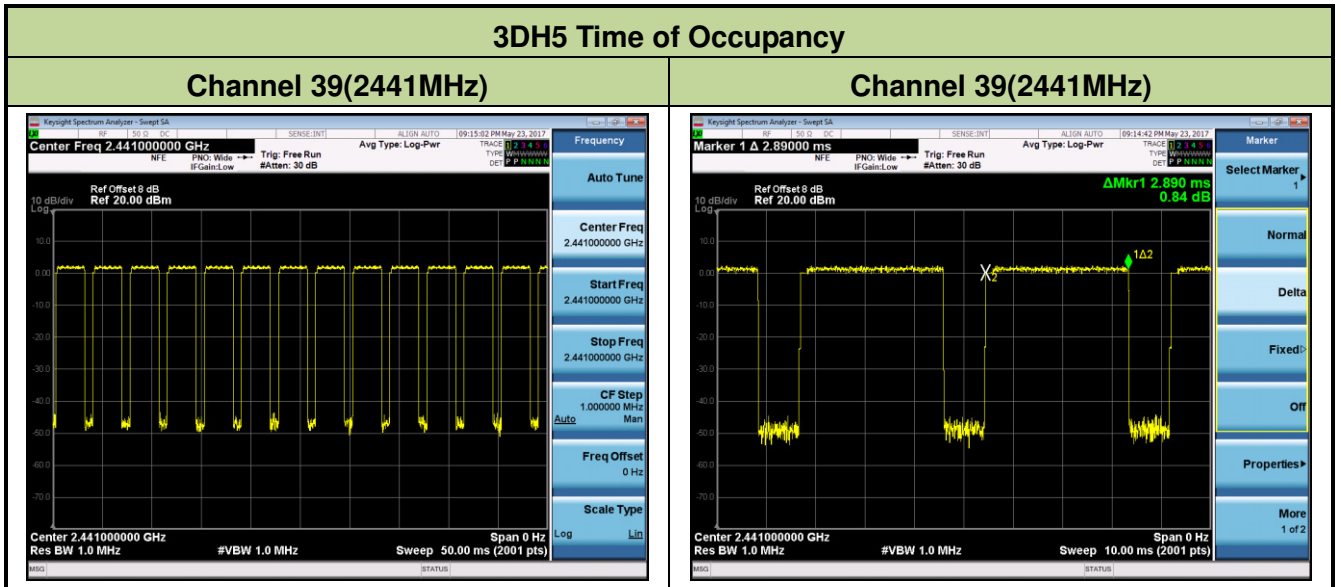 3DH5 Time of Occupancy
Channel 39(2441MHz)
Channel 39(2441MHz)
Keysight Spectrum Analyzer - Swept SA
RF 50 Ω DC SENSE:INT ALIGN AUTO 09:15:02 PM May 23, 2017
Center Freq 2.441000000 GHz
NFE PNO: Wide Trig: Free Run Avg Type: Log-Pwr TRACE 1 2 3 4 5 6
IFGain:Low #Atten: 30 dB TYPE
DET P P N N N N
Ref Offset 8 dB
10 dB/div Ref 20.00 dBm
Log
10.0
0.00
-10.0
-20.0
-30.0
-40.0
-50.0
-60.0
-70.0
Center 2.441000000 GHz Span 0 Hz
Res BW 1.0 MHz #VBW 1.0 MHz Sweep 50.00 ms (2001 pts)
MSG STATUS
Frequency
Auto Tune
Center Freq
2.441000000 GHz
Start Freq
2.441000000 GHz
Stop Freq
2.441000000 GHz
CF Step
1.000000 MHz
Auto Man
Freq Offset
0 Hz
Scale Type
Log Lin
Keysight Spectrum Analyzer - Swept SA
RF 50 Ω DC SENSE:INT ALIGN AUTO 09:14:42 PM May 23, 2017
Marker 1 Δ 2.89000 ms
NFE PNO: Wide Trig: Free Run Avg Type: Log-Pwr TRACE 1 2 3 4 5 6
IFGain:Low #Atten: 30 dB TYPE
DET P P N N N N
ΔMkr1 2.890 ms
0.84 dB
Ref Offset 8 dB
10 dB/div Ref 20.00 dBm
Log
10.0
0.00
-10.0
-20.0
-30.0
-40.0
-50.0
-60.0
-70.0
1Δ2
X2
Center 2.441000000 GHz Span 0 Hz
Res BW 1.0 MHz #VBW 1.0 MHz Sweep 10.00 ms (2001 pts)
MSG STATUS
Marker
Select Marker
1
Normal
Delta
Fixed
Off
Properties
More
1 of 2